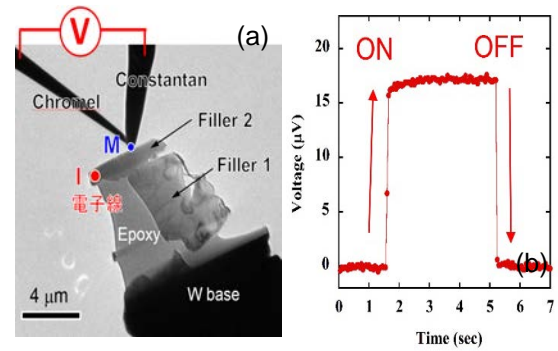 V
(a)
Constantan
Chromel
M
Filler 2
I
Filler 1
電子線
Epoxy
W base
4 μm
ON
OFF
Voltage (μV)
20
15
10
5
0
(b)
0 1 2 3 4 5 6 7
Time (sec)